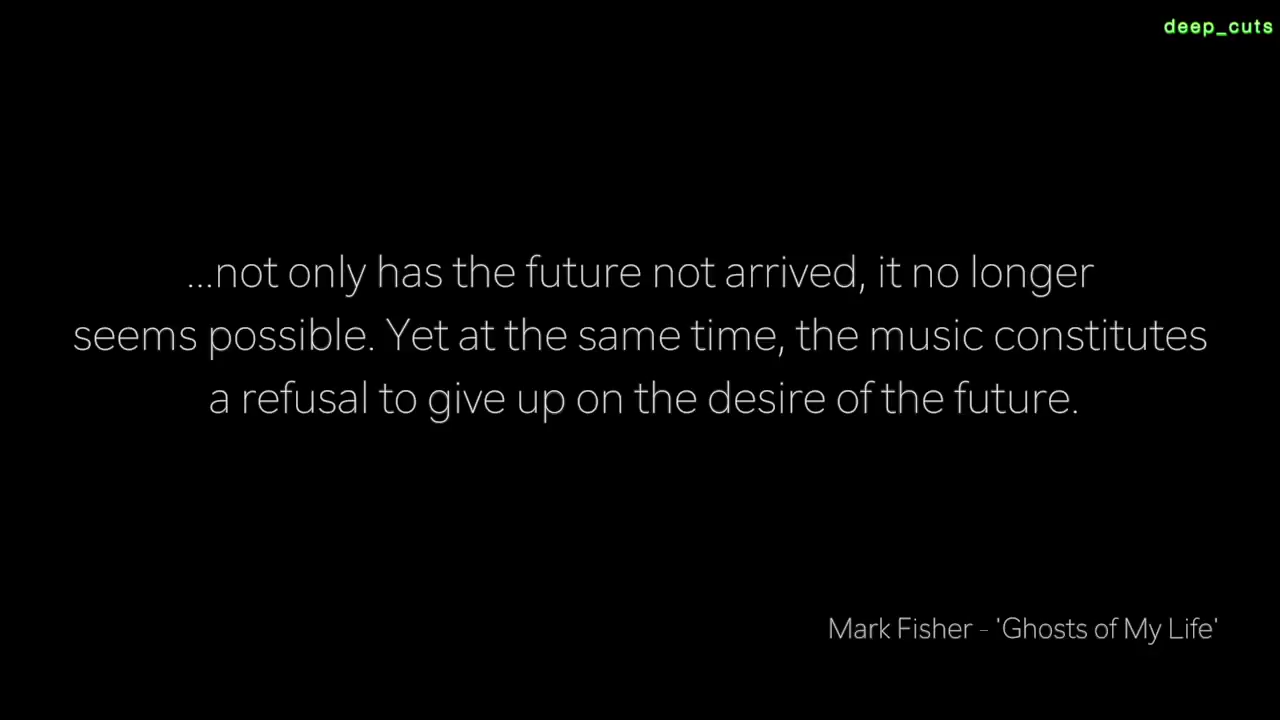 deep_cuts
...not only has the future not arrived, it no longer
seems possible. Yet at the same time, the music constitutes
a refusal to give up on the desire of the future.
Mark Fisher - 'Ghosts of My Life'